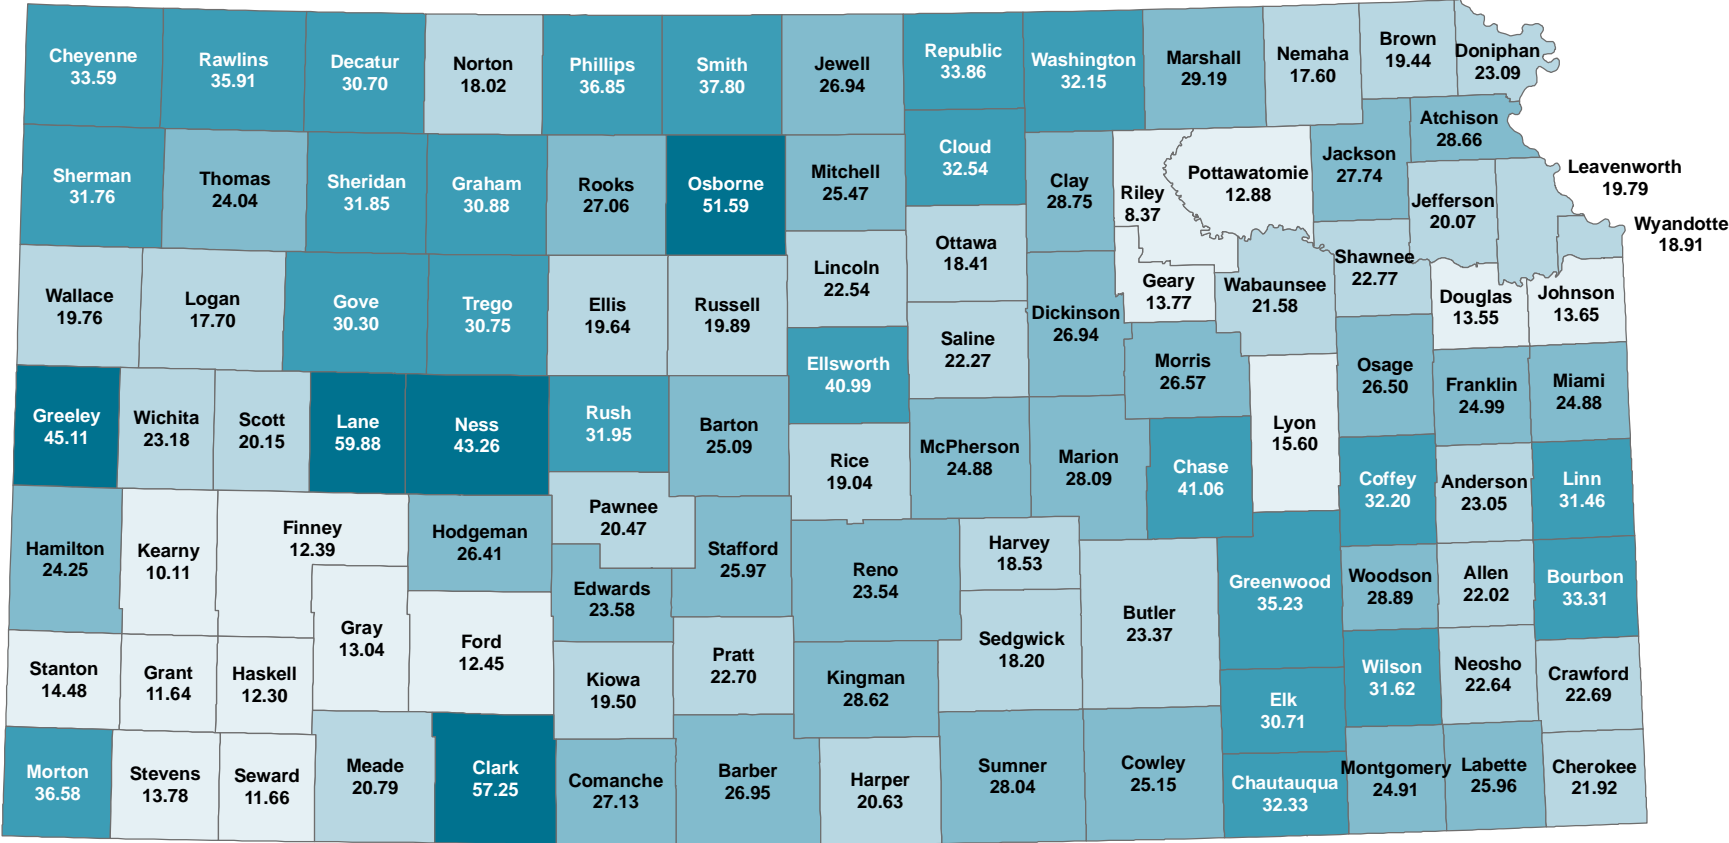 Cheyenne
33.59
Rawlins
35.91
Decatur
30.70
Norton
18.02
Phillips
36.85
Smith
37.80
Jewell
26.94
Republic
33.86
Washington
32.15
Marshall
29.19
Nemaha
17.60
Brown
19.44
Doniphan
23.09
Sherman
31.76
Thomas
24.04
Sheridan
31.85
Graham
30.88
Rooks
27.06
Osborne
51.59
Mitchell
25.47
Cloud
32.54
Clay
28.75
Riley
8.37
Pottawatomie
12.88
Jackson
27.74
Atchison
28.66
Jefferson
20.07
Leavenworth
19.79
Wyandotte
18.91
Wallace
19.76
Logan
17.70
Gove
30.30
Trego
30.75
Ellis
19.64
Russell
19.89
Lincoln
22.54
Ottawa
18.41
Saline
22.27
Dickinson
26.94
Geary
13.77
Wabaunsee
21.58
Shawnee
22.77
Douglas
13.55
Johnson
13.65
Greeley
45.11
Wichita
23.18
Scott
20.15
Lane
59.88
Ness
43.26
Rush
31.95
Barton
25.09
Ellsworth
40.99
Rice
19.04
McPherson
24.88
Marion
28.09
Morris
26.57
Chase
41.06
Lyon
15.60
Osage
26.50
Franklin
24.99
Miami
24.88
Coffey
32.20
Anderson
23.05
Linn
31.46
Hamilton
24.25
Kearny
10.11
Finney
12.39
Hodgeman
26.41
Pawnee
20.47
Edwards
23.58
Stafford
25.97
Reno
23.54
Harvey
18.53
Sedgwick
18.20
Butler
23.37
Greenwood
35.23
Woodson
28.89
Allen
22.02
Bourbon
33.31
Stanton
14.48
Grant
11.64
Haskell
12.30
Gray
13.04
Ford
12.45
Kiowa
19.50
Pratt
22.70
Kingman
28.62
Elk
30.71
Wilson
31.62
Neosho
22.64
Crawford
22.69
Morton
36.58
Stevens
13.78
Seward
11.66
Meade
20.79
Clark
57.25
Comanche
27.13
Barber
26.95
Harper
20.63
Sumner
28.04
Cowley
25.15
Chautauqua
32.33
Montgomery
24.91
Labette
25.96
Cherokee
21.92